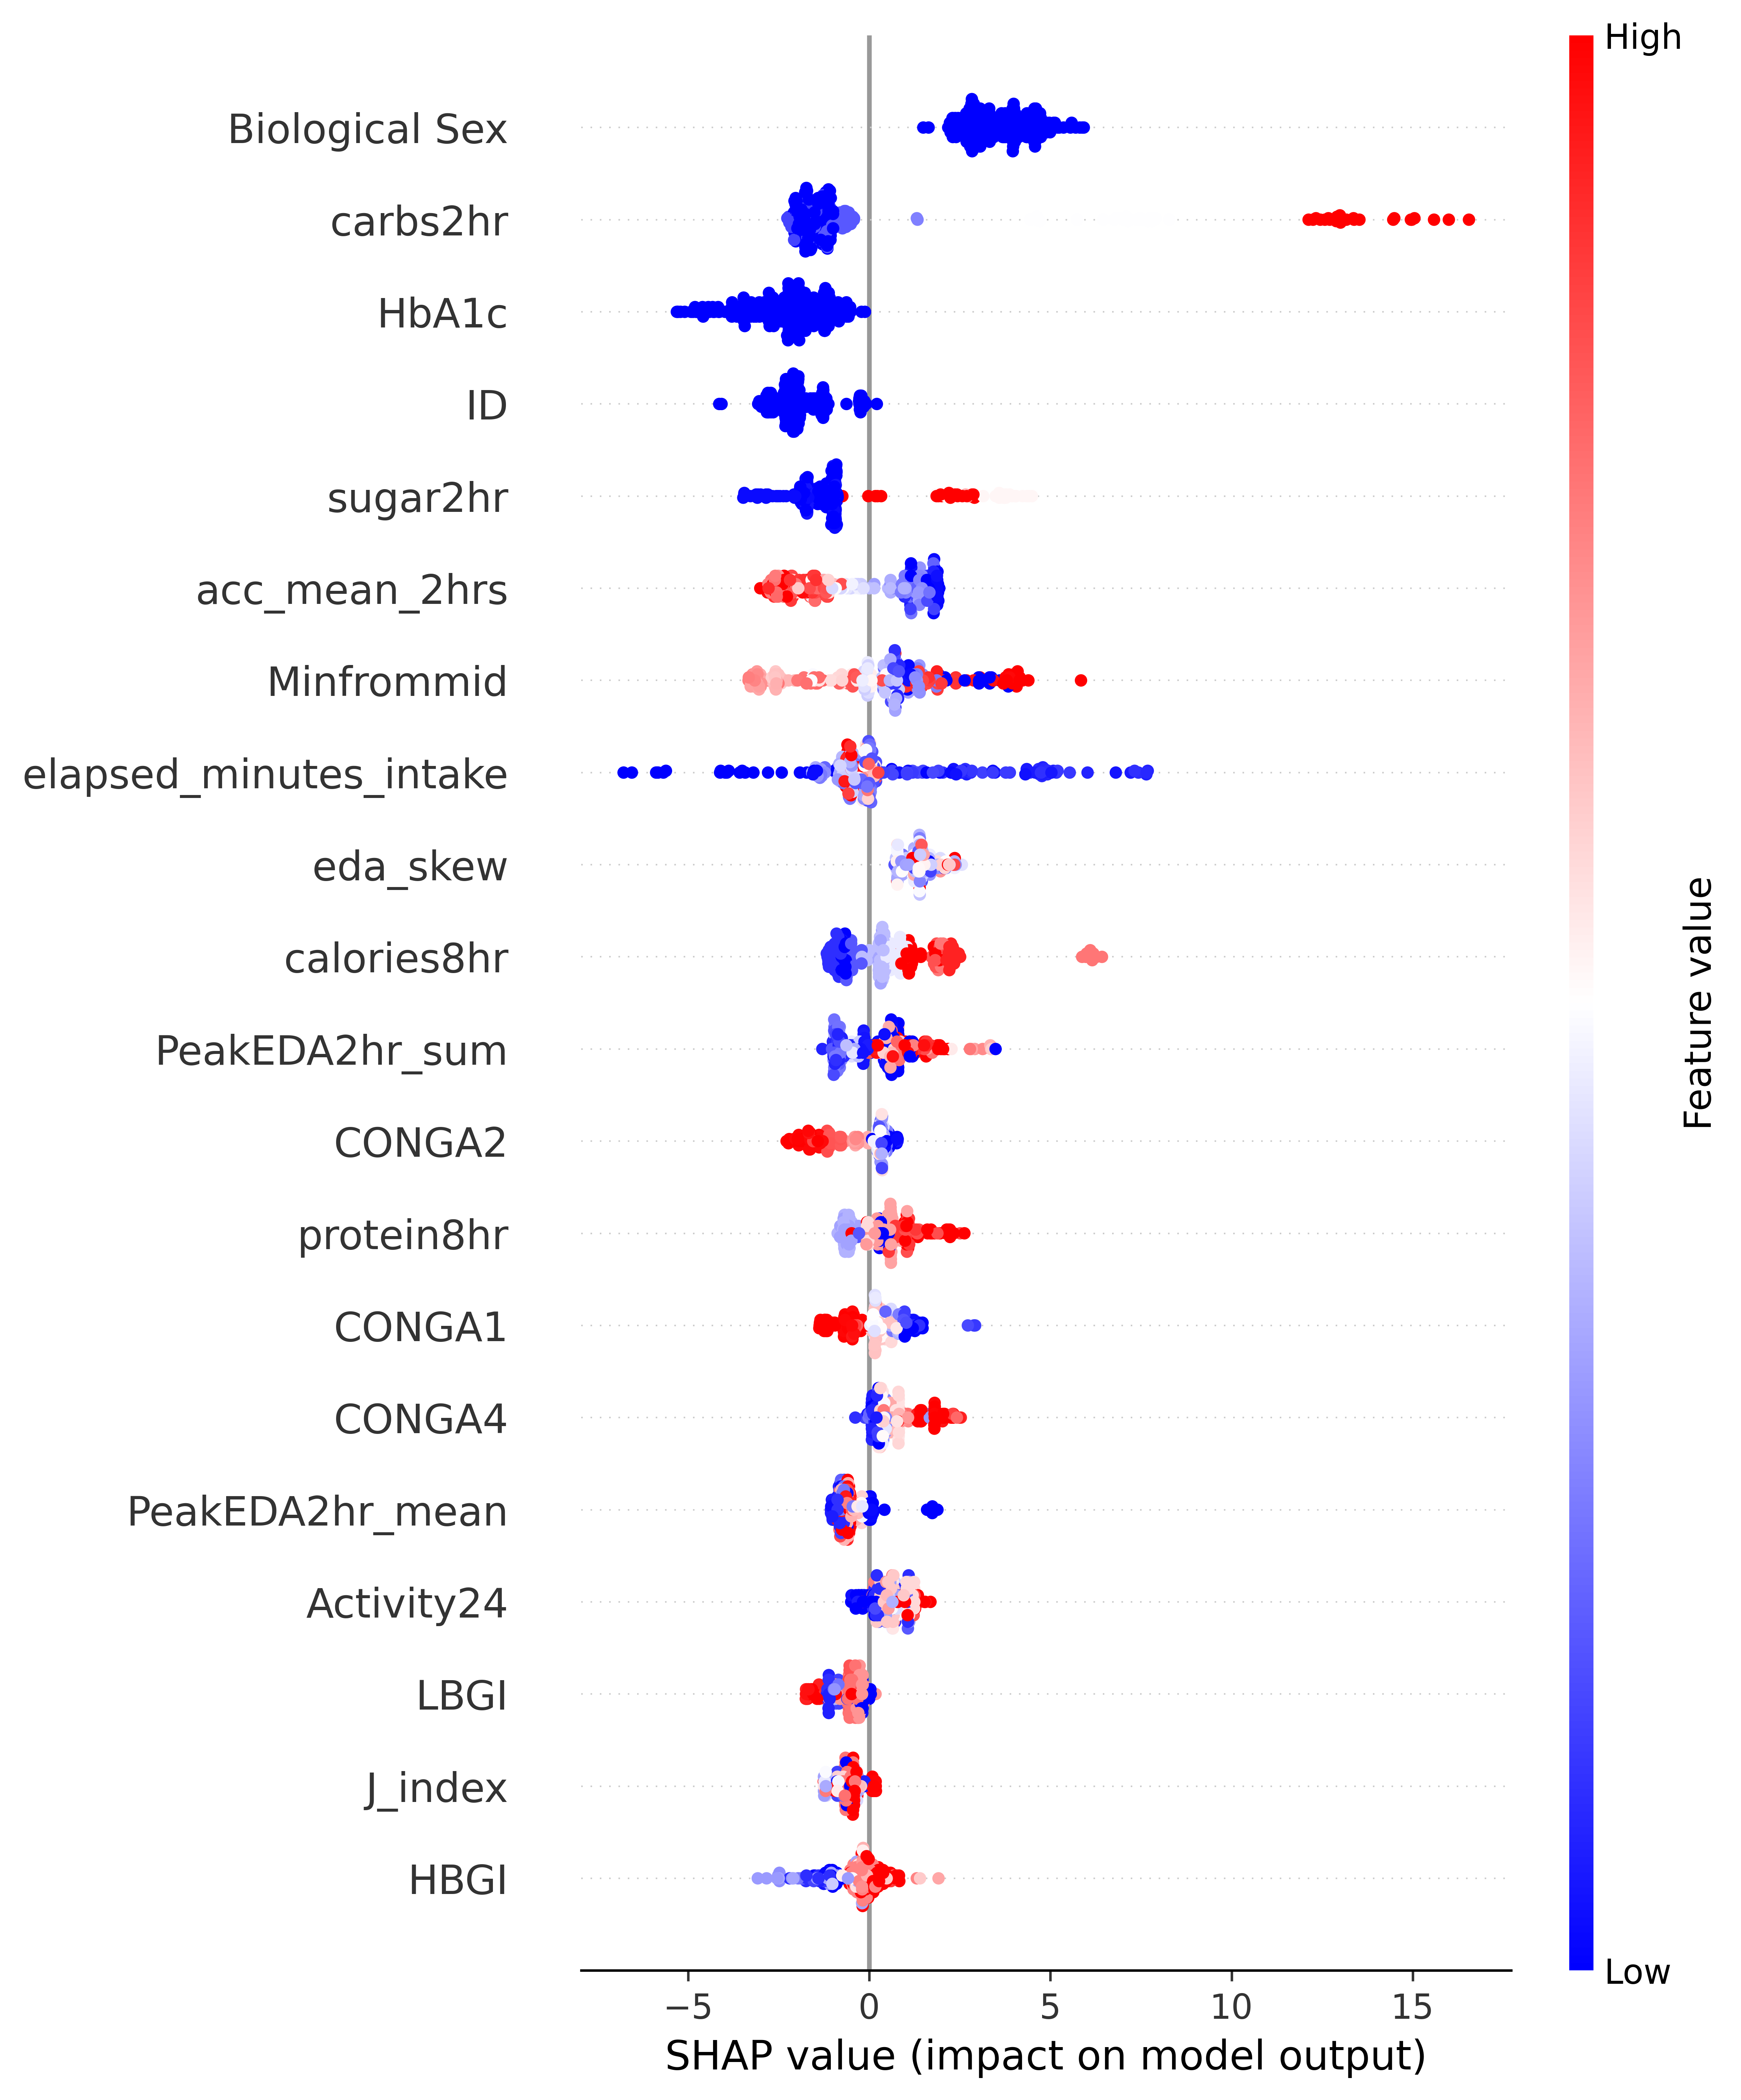 High
Biological Sex
carbs2hr
HbA1c
ID
sugar2hr
acc_mean_2hrs
Minfrommid
elapsed_minutes_intake
eda_skew
calories8hr
PeakEDA2hr_sum
CONGA2
protein8hr
CONGA1
CONGA4
PeakEDA2hr_mean
Activity24
LBGI
J_index
HBGI
Feature value
Low
−5 0 5 10 15
SHAP value (impact on model output)